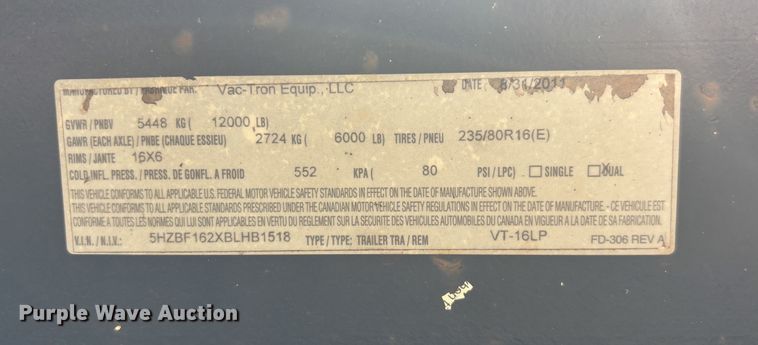 MANUFACTURED BY / FABRIQUE PAR: Vac-Tron Equip., LLC DATE: 8/31/2011
GVWR / PNBV 5448 KG ( 12000 LB)
GAWR (EACH AXLE) / PNBE (CHAQUE ESSIEU) 2724 KG ( 6000 LB) TIRES / PNEU 235/80R16(E)
RIMS / JANTE 16X6
COLD INFL. PRESS. / PRESS. DE GONFL. A FROID 552 KPA ( 80 PSI / LPC) SINGLE DUAL
THIS VEHICLE CONFORMS TO ALL APPLICABLE U.S. FEDERAL MOTOR VEHICLE SAFETY STANDARDS IN EFFECT ON THE DATE OF MANUFACTURE SHOWN ABOVE.
THIS VEHICLE CONFORMS TO ALL APPLICABLE STANDARDS PRESCRIBED UNDER THE CANADIAN MOTOR VEHICLE SAFETY REGULATIONS IN EFFECT ON THE DATE OF MANUFACTURE. - CE VEHICULE EST
CONFORME A TOUTES LES NORMES QUI LUI SONT APPLICABLES EN VERTU DU REGLEMENT SUR LA SECURITE DES VEHICULES AUTOMOBILES DU CANADA EN VIGUEUR A LA DATE DE SA FABRICATION.
V.I.N. / N.I.V.: 5HZBF162XBLHB1518 TYPE / TYPE: TRAILER TRA / REM VT-16LP FD-306 REV A
Purple Wave Auction